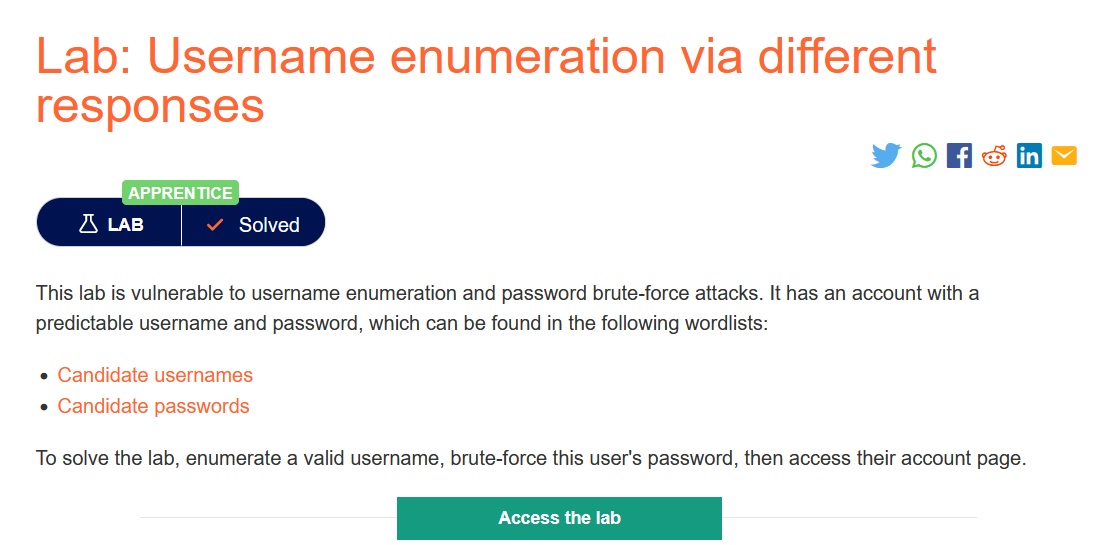 Lab: Username enumeration via different
responses
APPRENTICE
LAB
Solved
This lab is vulnerable to username enumeration and password brute-force attacks. It has an account with a
predictable username and password, which can be found in the following wordlists:
• Candidate usernames
• Candidate passwords
To solve the lab, enumerate a valid username, brute-force this user's password, then access their account page.
Access the lab